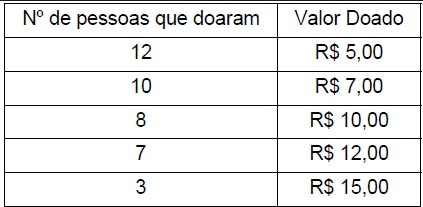 Nº de pessoas que doaram Valor Doado
12 R$ 5,00
10 R$ 7,00
8 R$ 10,00
7 R$ 12,00
3 R$ 15,00